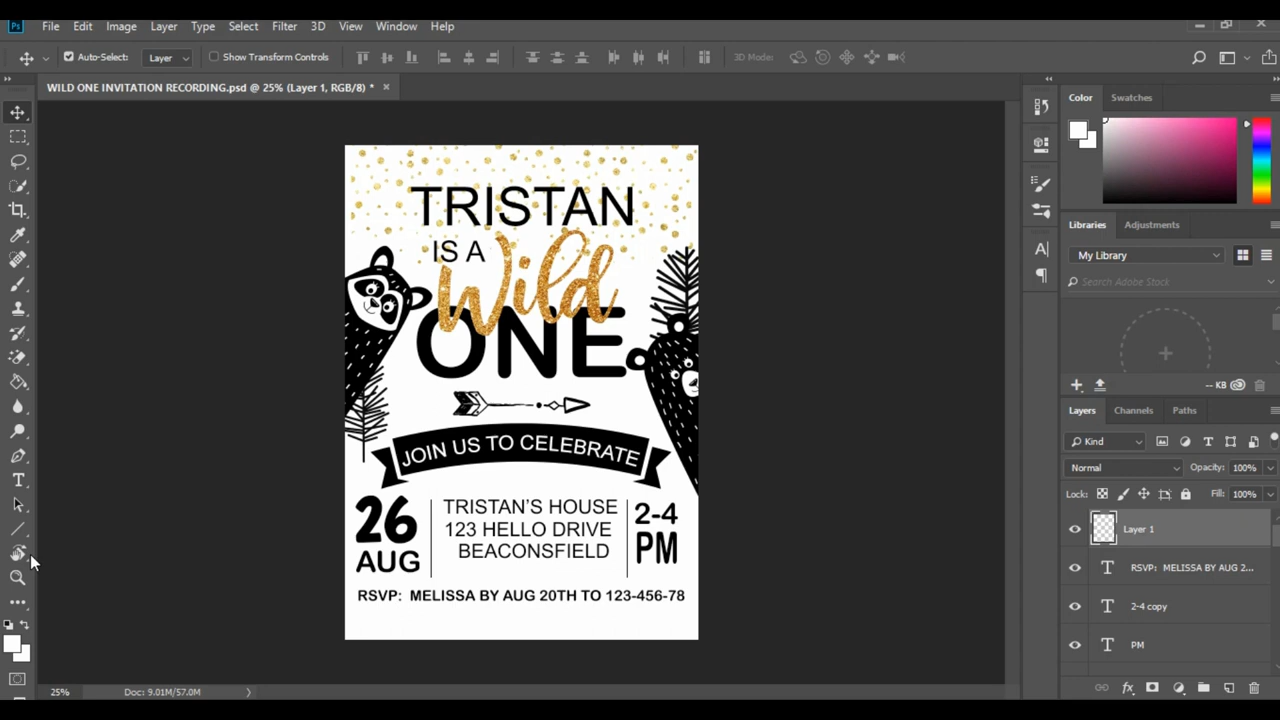 Ps File Edit Image Layer Type Select Filter 3D View Window Help
Auto-Select: Layer Show Transform Controls 3D Mode:
WILD ONE INVITATION RECORDING.psd @ 25% (Layer 1, RGB/8) *
Color Swatches
Libraries Adjustments
My Library
Search Adobe Stock
-- KB
Layers Channels Paths
Kind
Normal Opacity: 100%
Lock: Fill: 100%
Layer 1
RSVP: MELISSA BY AUG 2...
2-4 copy
PM
TRISTAN
IS A Wild
ONE
JOIN US TO CELEBRATE
26
AUG
TRISTAN'S HOUSE
123 HELLO DRIVE
BEACONSFIELD
2-4
PM
RSVP: MELISSA BY AUG 20TH TO 123-456-78
25% Doc: 9.01M/57.0M